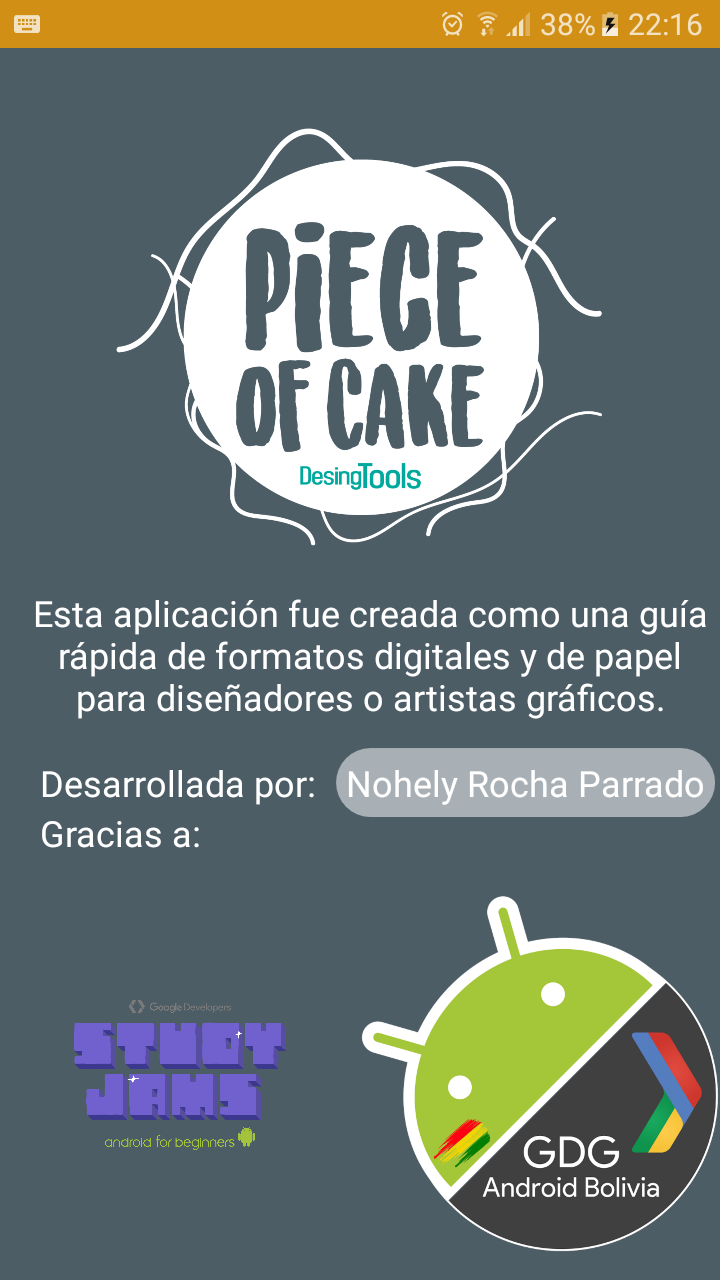 38% 22:16
PiECE
OF CAKE
DesingTools
Esta aplicación fue creada como una guía
rápida de formatos digitales y de papel
para diseñadores o artistas gráficos.
Desarrollada por: Nohely Rocha Parrado
Gracias a:
Google Developers
STUDY
JAMS
android for beginners
GDG
Android Bolivia